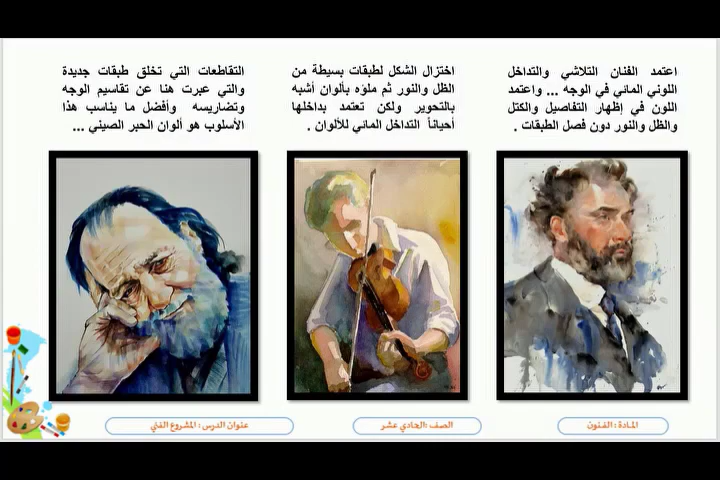 اعتمد الفنان التلاشي والتداخل
اللوني المائي في الوجه ... واعتمد
اللون في إظهار التفاصيل والكتل
والظل والنور دون فصل الطبقات .
اختزال الشكل لطبقات بسيطة من
الظل والنور ثم ملؤه بألوان أشبه
بالتحوير ولكن تعتمد بداخلها
أحياناً التداخل المائي للألوان .
التقاطعات التي تخلق طبقات جديدة
والتي عبرت هنا عن تقاسيم الوجه
وتضاريسه وأفضل ما يناسب هذا
الأسلوب هو ألوان الحبر الصيني ...
المادة : الفنون
الصف :الحادي عشر
عنوان الدرس : المشروع الفني